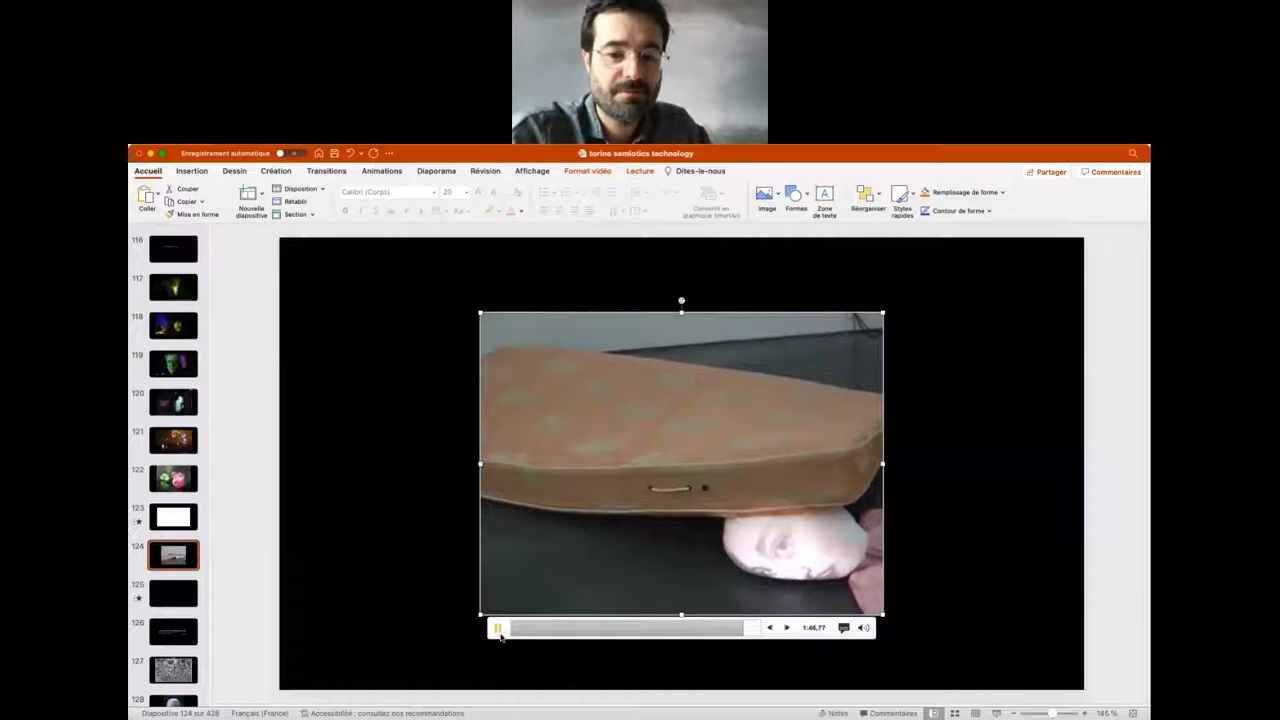 Enregistrement automatique
torino semiotics technology
Accueil Insertion Dessin Création Transitions Animations Diaporama Révision Affichage Format vidéo Lecture Dites-le-nous Partager Commentaires
Coller
Couper
Copier
Mise en forme
Nouvelle
diapositive
Disposition
Rétablir
Section
Calibri (Corps) 20
Convertir en
graphique SmartArt
Image
Formes
Zone
de texte
Réorganiser
Styles
rapides
Remplissage de forme
Contour de forme
116
117
118
119
120
121
122
123
124
125
126
127
128
1:46,77
Diapositive 124 sur 426 Français (France) Accessibilité : consultez nos recommandations Notes Commentaires 145 %